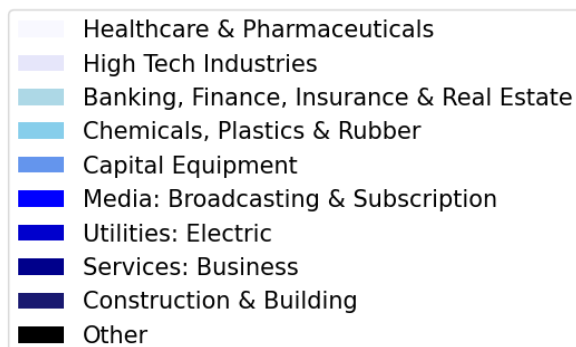 Healthcare & Pharmaceuticals
High Tech Industries
Banking, Finance, Insurance & Real Estate
Chemicals, Plastics & Rubber
Capital Equipment
Media: Broadcasting & Subscription
Utilities: Electric
Services: Business
Construction & Building
Other